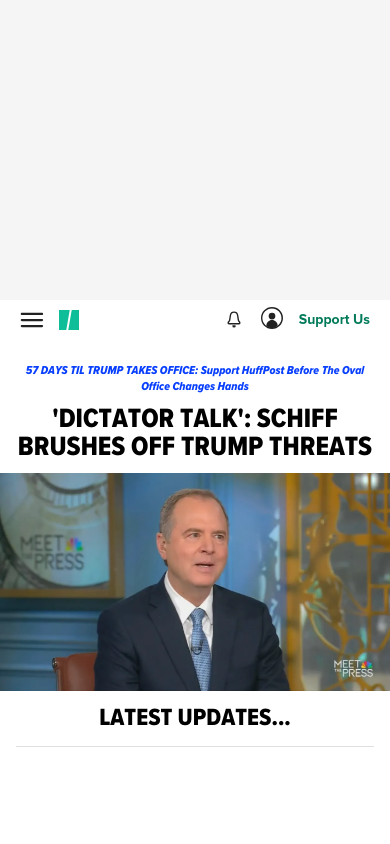 Support Us
57 DAYS TIL TRUMP TAKES OFFICE: Support HuffPost Before The Oval
Office Changes Hands
'DICTATOR TALK': SCHIFF
BRUSHES OFF TRUMP THREATS
MEET
THE PRESS
MEET
THE PRESS
LATEST UPDATES...